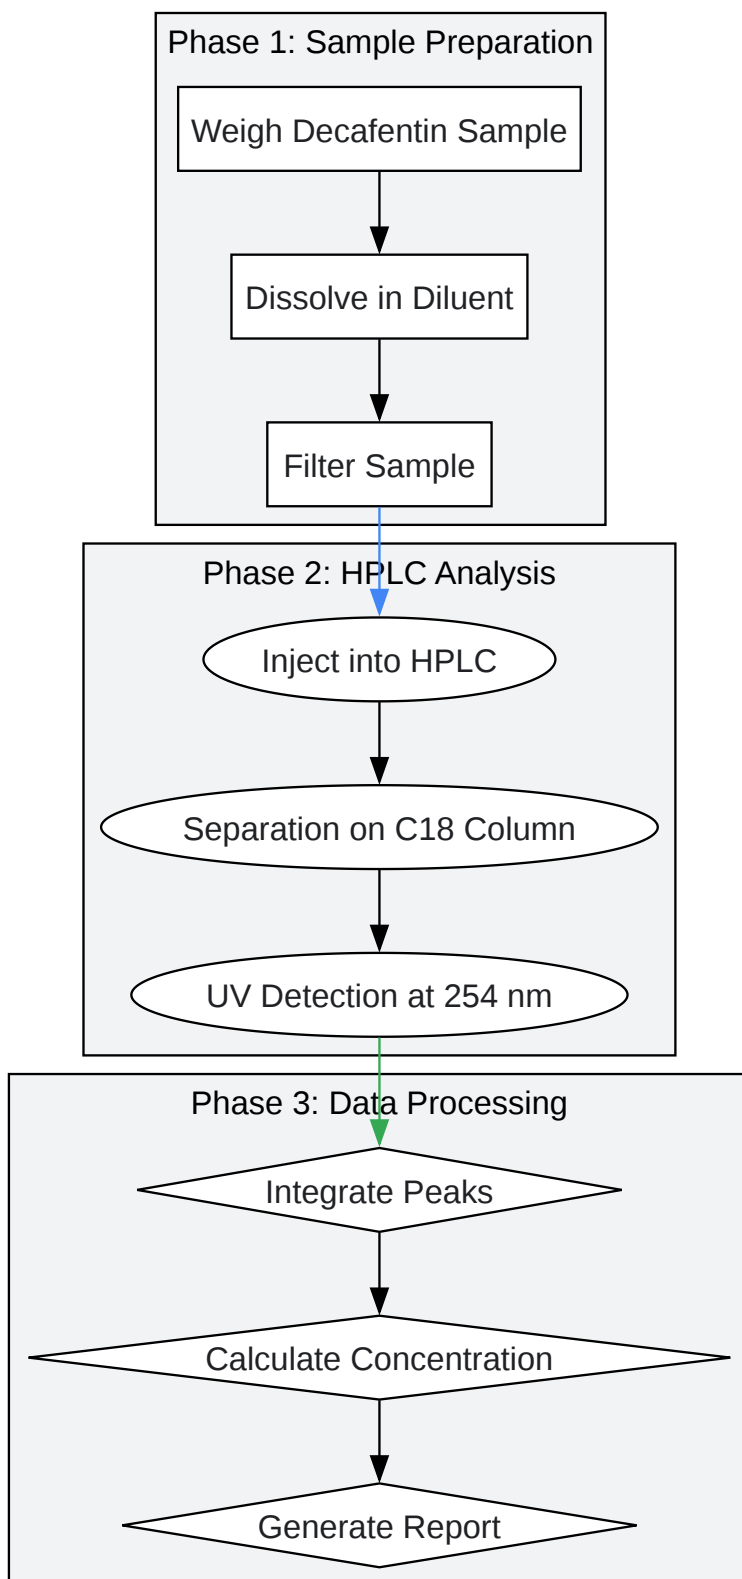 Phase 1: Sample Preparation
Weigh Decafentin Sample
Dissolve in Diluent
Filter Sample
Phase 2: HPLC Analysis
Inject into HPLC
Separation on C18 Column
UV Detection at 254 nm
Phase 3: Data Processing
Integrate Peaks
Calculate Concentration
Generate Report